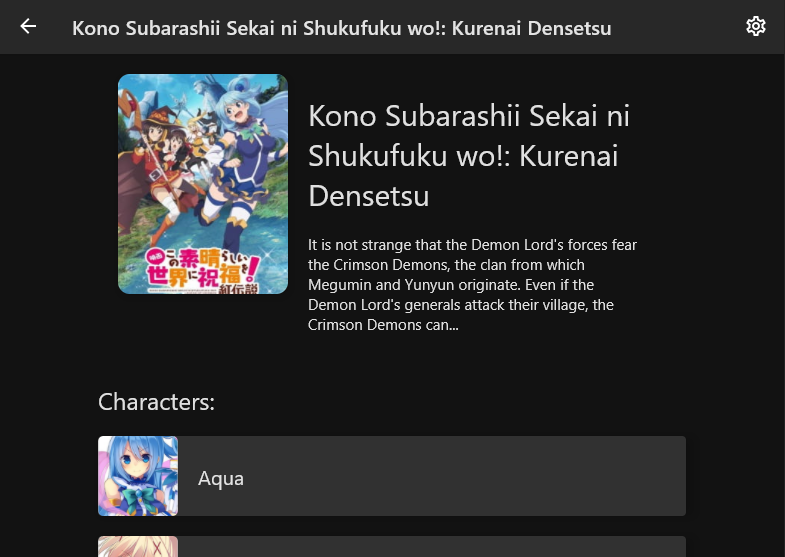 Kono Subarashii Sekai ni Shukufuku wo!: Kurenai Densetsu
映画
この素晴らしい
世界に祝福を!
紅伝説
Kono Subarashii Sekai ni
Shukufuku wo!: Kurenai
Densetsu
It is not strange that the Demon Lord's forces fear
the Crimson Demons, the clan from which
Megumin and Yunyun originate. Even if the
Demon Lord's generals attack their village, the
Crimson Demons can...
Characters:
Aqua